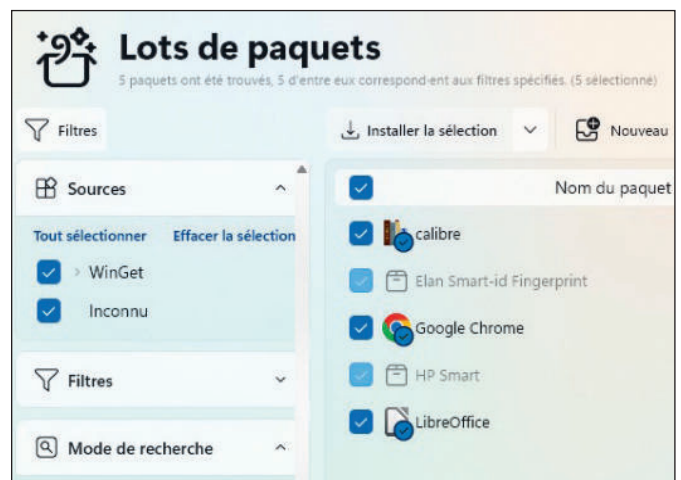 Lots de paquets
5 paquets ont été trouvés, 5 d'entre eux correspond-ent aux filtres spécifiés. (5 sélectionné)
Filtres
Installer la sélection
Nouveau
Sources
Nom du paquet
Tout sélectionner Effacer la sélection
calibre
WinGet
Elan Smart-id Fingerprint
Inconnu
Google Chrome
Filtres
HP Smart
Mode de recherche
LibreOffice